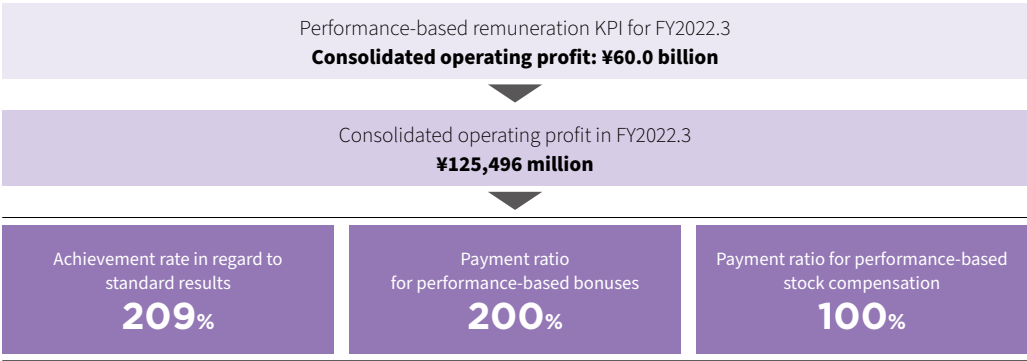 Performance-based remuneration KPI for FY2022.3
Consolidated operating profit: ¥60.0 billion
Consolidated operating profit in FY2022.3
¥125,496 million
Achievement rate in regard to
standard results
209%
Payment ratio
for performance-based bonuses
200%
Payment ratio for performance-based
stock compensation
100%